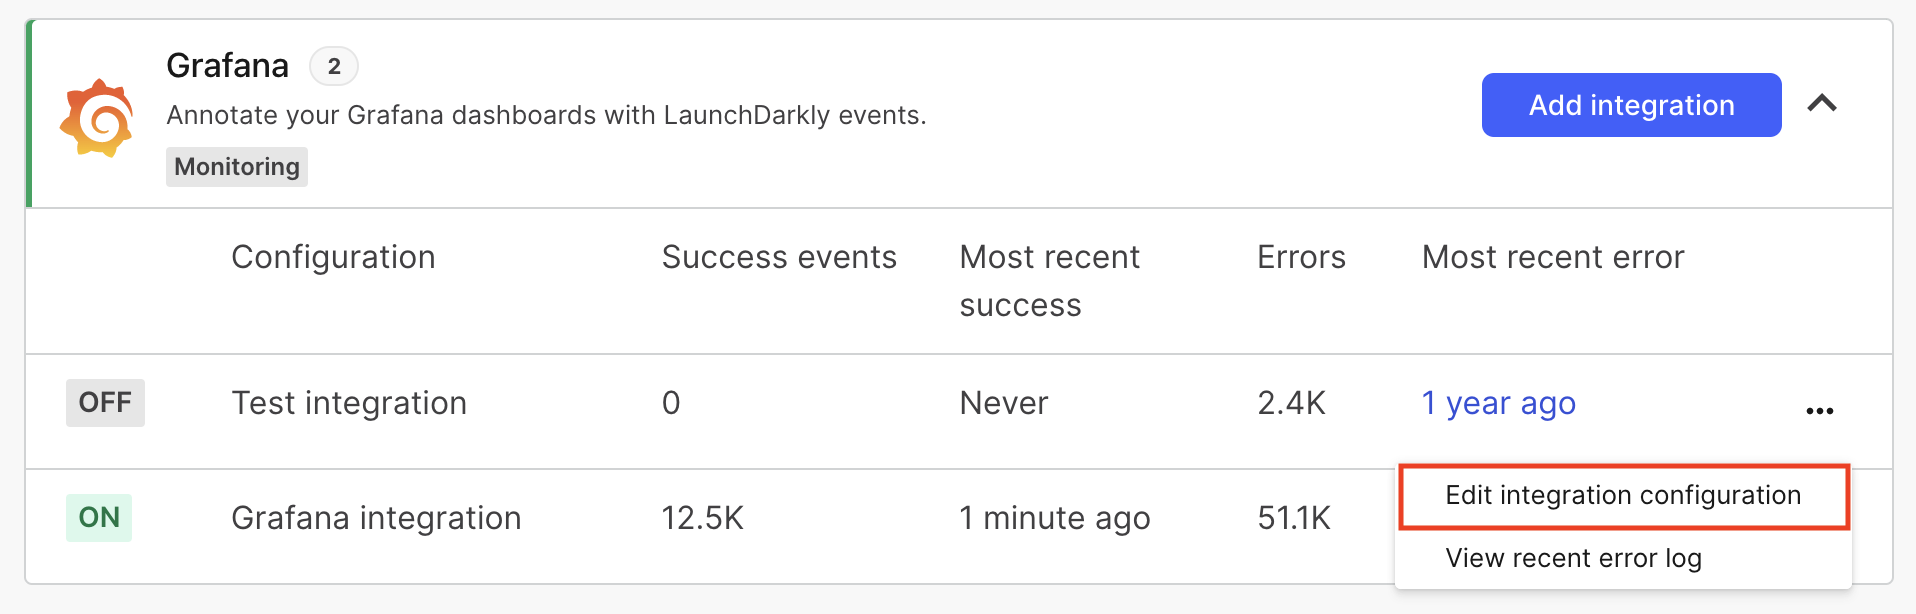 Grafana 2
Annotate your Grafana dashboards with LaunchDarkly events.
Monitoring
Add integration
Configuration Success events Most recent success Errors Most recent error
OFF Test integration 0 Never 2.4K 1 year ago
ON Grafana integration 12.5K 1 minute ago 51.1K
Edit integration configuration
View recent error log